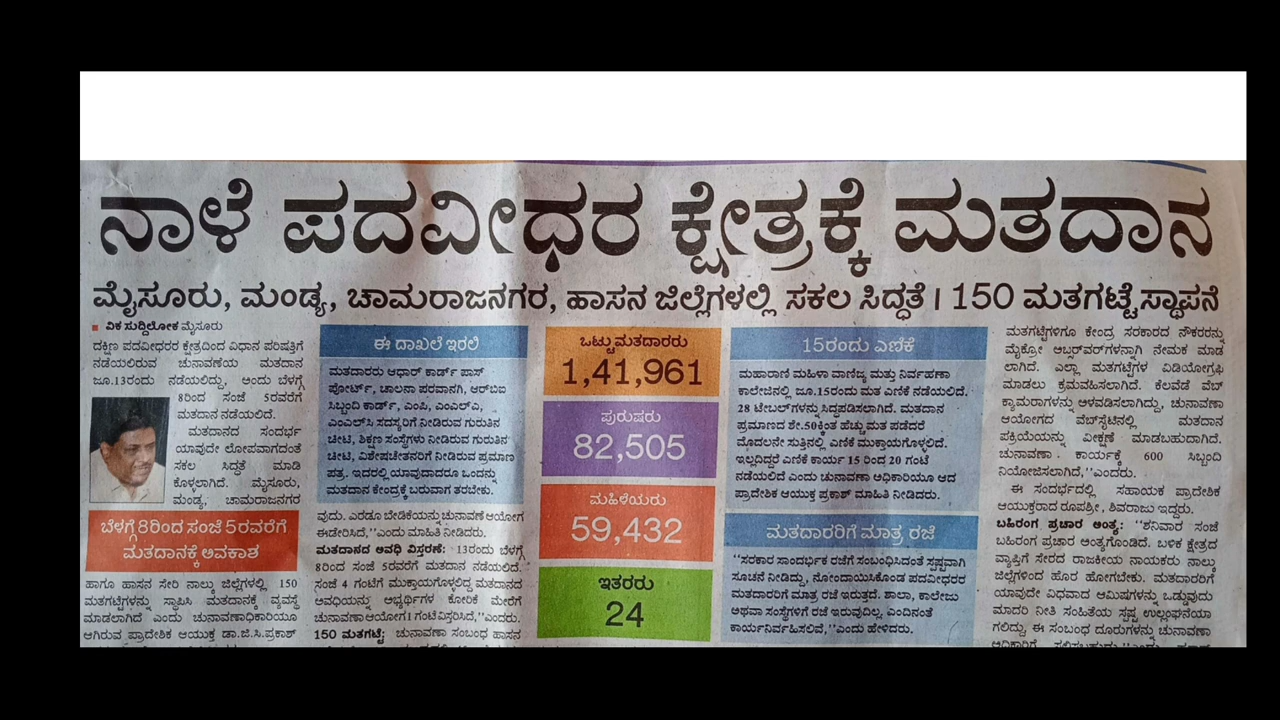 ನಾಳೆ ಪದವೀಧರ ಕ್ಷೇತ್ರಕ್ಕೆ ಮತದಾನ
ಮೈಸೂರು, ಮಂಡ್ಯ, ಚಾಮರಾಜನಗರ, ಹಾಸನ ಜಿಲ್ಲೆಗಳಲ್ಲಿ ಸಕಲ ಸಿದ್ಧತೆ । 150 ಮತಗಟ್ಟೆ ಸ್ಥಾಪನೆ
ವಿಕ ಸುದ್ದಿಲೋಕ ಮೈಸೂರು
ದಕ್ಷಿಣ ಪದವೀಧರರ ಕ್ಷೇತ್ರದಿಂದ ವಿಧಾನ ಪರಿಷತ್ತಿಗೆ
ನಡೆಯಲಿರುವ ಚುನಾವಣೆಯ ಮತದಾನ
ಜೂ.13ರಂದು ನಡೆಯಲಿದ್ದು, ಅಂದು ಬೆಳಗ್ಗೆ
8ರಿಂದ ಸಂಜೆ 5ರವರೆಗೆ
ಮತದಾನ ನಡೆಯಲಿದೆ.
ಮತದಾನದ ಸಂದರ್ಭ
ಯಾವುದೇ ಲೋಪವಾಗದಂತೆ
ಸಕಲ ಸಿದ್ಧತೆ ಮಾಡಿ
ಕೊಳ್ಳಲಾಗಿದೆ. ಮೈಸೂರು,
ಮಂಡ್ಯ, ಚಾಮರಾಜನಗರ
ಬೆಳಗ್ಗೆ 8ರಿಂದ ಸಂಜೆ 5ರವರೆಗೆ
ಮತದಾನಕ್ಕೆ ಅವಕಾಶ
ಹಾಗೂ ಹಾಸನ ಸೇರಿ ನಾಲ್ಕು ಜಿಲ್ಲೆಗಳಲ್ಲಿ 150
ಮತಗಟ್ಟೆಗಳನ್ನು ಸ್ಥಾಪಿಸಿ ಮತದಾನಕ್ಕೆ ವ್ಯವಸ್ಥೆ
ಮಾಡಲಾಗಿದೆ ಎಂದು ಚುನಾವಣಾಧಿಕಾರಿಯೂ
ಆಗಿರುವ ಪ್ರಾದೇಶಿಕ ಆಯುಕ್ತ ಡಾ.ಜಿ.ಸಿ.ಪ್ರಕಾಶ್
ಈ ದಾಖಲೆ ಇರಲಿ
ಮತದಾರರು ಆಧಾರ್ ಕಾರ್ಡ್ ಪಾಸ್
ಪೋರ್ಟ್, ಚಾಲನಾ ಪರವಾನಗಿ, ಆರ್‌ಬಿಐ
ಸಿಬ್ಬಂದಿ ಕಾರ್ಡ್, ಎಂಪಿ, ಎಂಎಲ್‌ಎ,
ಎಂಎಲ್‌ಸಿ ಸದಸ್ಯರಿಗೆ ನೀಡಿರುವ ಗುರುತಿನ
ಚೀಟಿ, ಶಿಕ್ಷಣ ಸಂಸ್ಥೆಗಳು ನೀಡಿರುವ ಗುರುತಿನ
ಚೀಟಿ, ವಿಶೇಷಚೇತನರಿಗೆ ನೀಡಿರುವ ಪ್ರಮಾಣ
ಪತ್ರ. ಇದರಲ್ಲಿ ಯಾವುದಾದರೂ ಒಂದನ್ನು
ಮತದಾನ ಕೇಂದ್ರಕ್ಕೆ ಬರುವಾಗ ತರಬೇಕು.
ವುದು. ಎರಡೂ ಬೇಡಿಕೆಯನ್ನು ಚುನಾವಣೆ ಆಯೋಗ
ಈಡೇರಿಸಿದೆ,''ಎಂದು ಮಾಹಿತಿ ನೀಡಿದರು.
ಮತದಾನದ ಅವಧಿ ವಿಸ್ತರಣೆ: 13ರಂದು ಬೆಳಗ್ಗೆ
8ರಿಂದ ಸಂಜೆ 5ರವರೆಗೆ ಮತದಾನ ನಡೆಯಲಿದೆ.
ಸಂಜೆ 4 ಗಂಟೆಗೆ ಮುಕ್ತಾಯಗೊಳ್ಳಲಿದ್ದ ಮತದಾನದ
ಅವಧಿಯನ್ನು ಅಭ್ಯರ್ಥಿಗಳ ಕೋರಿಕೆ ಮೇರೆಗೆ
ಚುನಾವಣಾ ಆಯೋಗ 1 ಗಂಟೆ ವಿಸ್ತರಿಸಿದೆ,''ಎಂದರು.
150 ಮತಗಟ್ಟೆ: ಚುನಾವಣಾ ಸಂಬಂಧ ಹಾಸನ
ಒಟ್ಟು ಮತದಾರರು
1,41,961
ಪುರುಷರು
82,505
ಮಹಿಳೆಯರು
59,432
ಇತರರು
24
15ರಂದು ಎಣಿಕೆ
ಮಹಾರಾಣಿ ಮಹಿಳಾ ವಾಣಿಜ್ಯ ಮತ್ತು ನಿರ್ವಹಣಾ
ಕಾಲೇಜಿನಲ್ಲಿ ಜೂ.15ರಂದು ಮತ ಎಣಿಕೆ ನಡೆಯಲಿದೆ.
28 ಟೇಬಲ್‌ಗಳನ್ನು ಸಿದ್ಧಪಡಿಸಲಾಗಿದೆ. ಮತದಾನ
ಪ್ರಮಾಣದ ಶೇ.50ಕ್ಕಿಂತ ಹೆಚ್ಚು ಮತ ಪಡೆದರೆ
ಮೊದಲನೇ ಸುತ್ತಿನಲ್ಲಿ ಎಣಿಕೆ ಮುಕ್ತಾಯಗೊಳ್ಳಲಿದೆ.
ಇಲ್ಲದಿದ್ದರೆ ಎಣಿಕೆ ಕಾರ್ಯ 15 ರಿಂದ 20 ಗಂಟೆ
ನಡೆಯಲಿದೆ ಎಂದು ಚುನಾವಣಾ ಅಧಿಕಾರಿಯೂ ಆದ
ಪ್ರಾದೇಶಿಕ ಆಯುಕ್ತ ಪ್ರಕಾಶ್ ಮಾಹಿತಿ ನೀಡಿದರು.
ಮತದಾರರಿಗೆ ಮಾತ್ರ ರಜೆ
''ಸರಕಾರ ಸಾಂದರ್ಭಿಕ ರಜೆಗೆ ಸಂಬಂಧಿಸಿದಂತೆ ಸ್ಪಷ್ಟವಾಗಿ
ಸೂಚನೆ ನೀಡಿದ್ದು, ನೋಂದಾಯಿಸಿಕೊಂಡ ಪದವೀಧರರ
ಮತದಾರರಿಗೆ ಮಾತ್ರ ರಜೆ ಇರುತ್ತದೆ. ಶಾಲಾ, ಕಾಲೇಜು
ಅಥವಾ ಸಂಸ್ಥೆಗಳಿಗೆ ರಜೆ ಇರುವುದಿಲ್ಲ. ಎಂದಿನಂತೆ
ಕಾರ್ಯನಿರ್ವಹಿಸಲಿವೆ,''ಎಂದು ಹೇಳಿದರು.
ಮತಗಟ್ಟೆಗಳಿಗೂ ಕೇಂದ್ರ ಸರಕಾರದ ನೌಕರರನ್ನು
ಮೈಕ್ರೋ ಅಬ್ಸರ್‌ವರ್‌ಗಳನ್ನಾಗಿ ನೇಮಕ ಮಾಡ
ಲಾಗಿದೆ. ಎಲ್ಲಾ ಮತಗಟ್ಟೆಗಳ ವಿಡಿಯೋಗ್ರಫಿ
ಮಾಡಲು ಕ್ರಮವಹಿಸಲಾಗಿದೆ. ಕೆಲವೆಡೆ ವೆಬ್
ಕ್ಯಾಮರಾಗಳನ್ನು ಅಳವಡಿಸಲಾಗಿದ್ದು, ಚುನಾವಣಾ
ಆಯೋಗದ ವೆಬ್‌ಸೈಟಿನಲ್ಲಿ ಮತದಾನ
ಪ್ರಕ್ರಿಯೆಯನ್ನು ವೀಕ್ಷಣೆ ಮಾಡಬಹುದಾಗಿದೆ.
ಚುನಾವಣಾ ಕಾರ್ಯಕ್ಕೆ 600 ಸಿಬ್ಬಂದಿ
ನಿಯೋಜಿಸಲಾಗಿದೆ,''ಎಂದರು.
ಈ ಸಂದರ್ಭದಲ್ಲಿ ಸಹಾಯಕ ಪ್ರಾದೇಶಿಕ
ಆಯುಕ್ತರಾದ ರೂಪಶ್ರೀ, ಶಿವರಾಜು ಇದ್ದರು.
ಬಹಿರಂಗ ಪ್ರಚಾರ ಅಂತ್ಯ: ''ಶನಿವಾರ ಸಂಜೆ
ಬಹಿರಂಗ ಪ್ರಚಾರ ಅಂತ್ಯಗೊಂಡಿದೆ. ಬಳಿಕ ಕ್ಷೇತ್ರದ
ವ್ಯಾಪ್ತಿಗೆ ಸೇರದ ರಾಜಕೀಯ ನಾಯಕರು ನಾಲ್ಕು
ಜಿಲ್ಲೆಗಳಿಂದ ಹೊರ ಹೋಗಬೇಕು. ಮತದಾರರಿಗೆ
ಯಾವುದೇ ವಿಧವಾದ ಆಮಿಷಗಳನ್ನು ಒಡ್ಡುವುದು
ಮಾದರಿ ನೀತಿ ಸಂಹಿತೆಯ ಸ್ಪಷ್ಟ ಉಲ್ಲಂಘನೆಯಾ
ಗಲಿದ್ದು, ಈ ಸಂಬಂಧ ದೂರುಗಳನ್ನು ಚುನಾವಣಾ